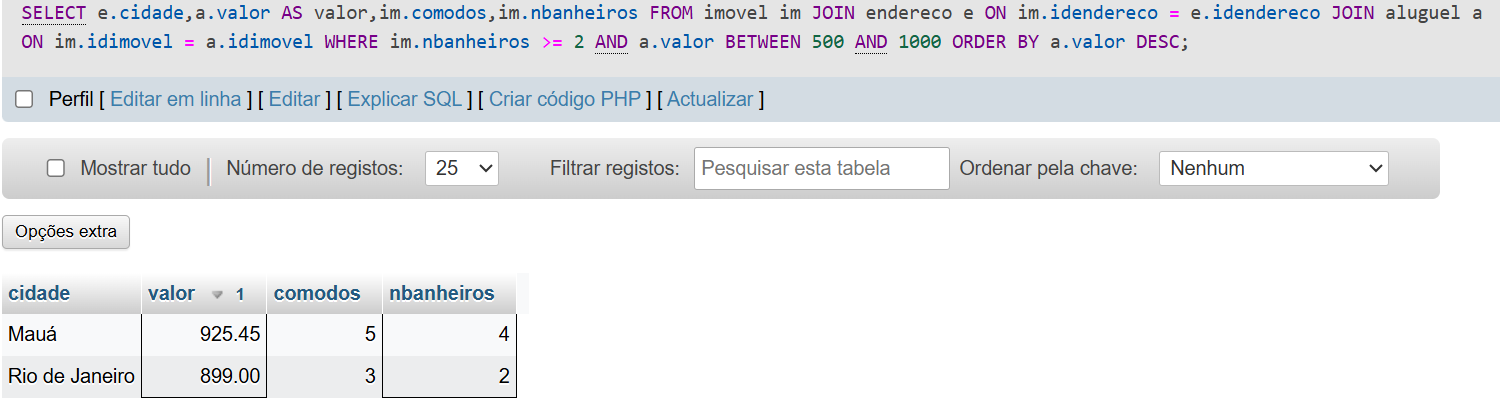 SELECT e.cidade,a.valor AS valor,im.comodos,im.nbanheiros FROM imovel im JOIN endereco e ON im.idendereco = e.idendereco JOIN aluguel a
ON im.idimovel = a.idimovel WHERE im.nbanheiros >= 2 AND a.valor BETWEEN 500 AND 1000 ORDER BY a.valor DESC;
Perfil [ Editar em linha ] [ Editar ] [ Explicar SQL ] [ Criar código PHP ] [ Actualizar ]
Mostrar tudo | Número de registos: 25 Filtrar registos: Pesquisar esta tabela Ordenar pela chave: Nenhum
Opções extra
cidade valor 1 comodos nbanheiros
Mauá 925.45 5 4
Rio de Janeiro 899.00 3 2